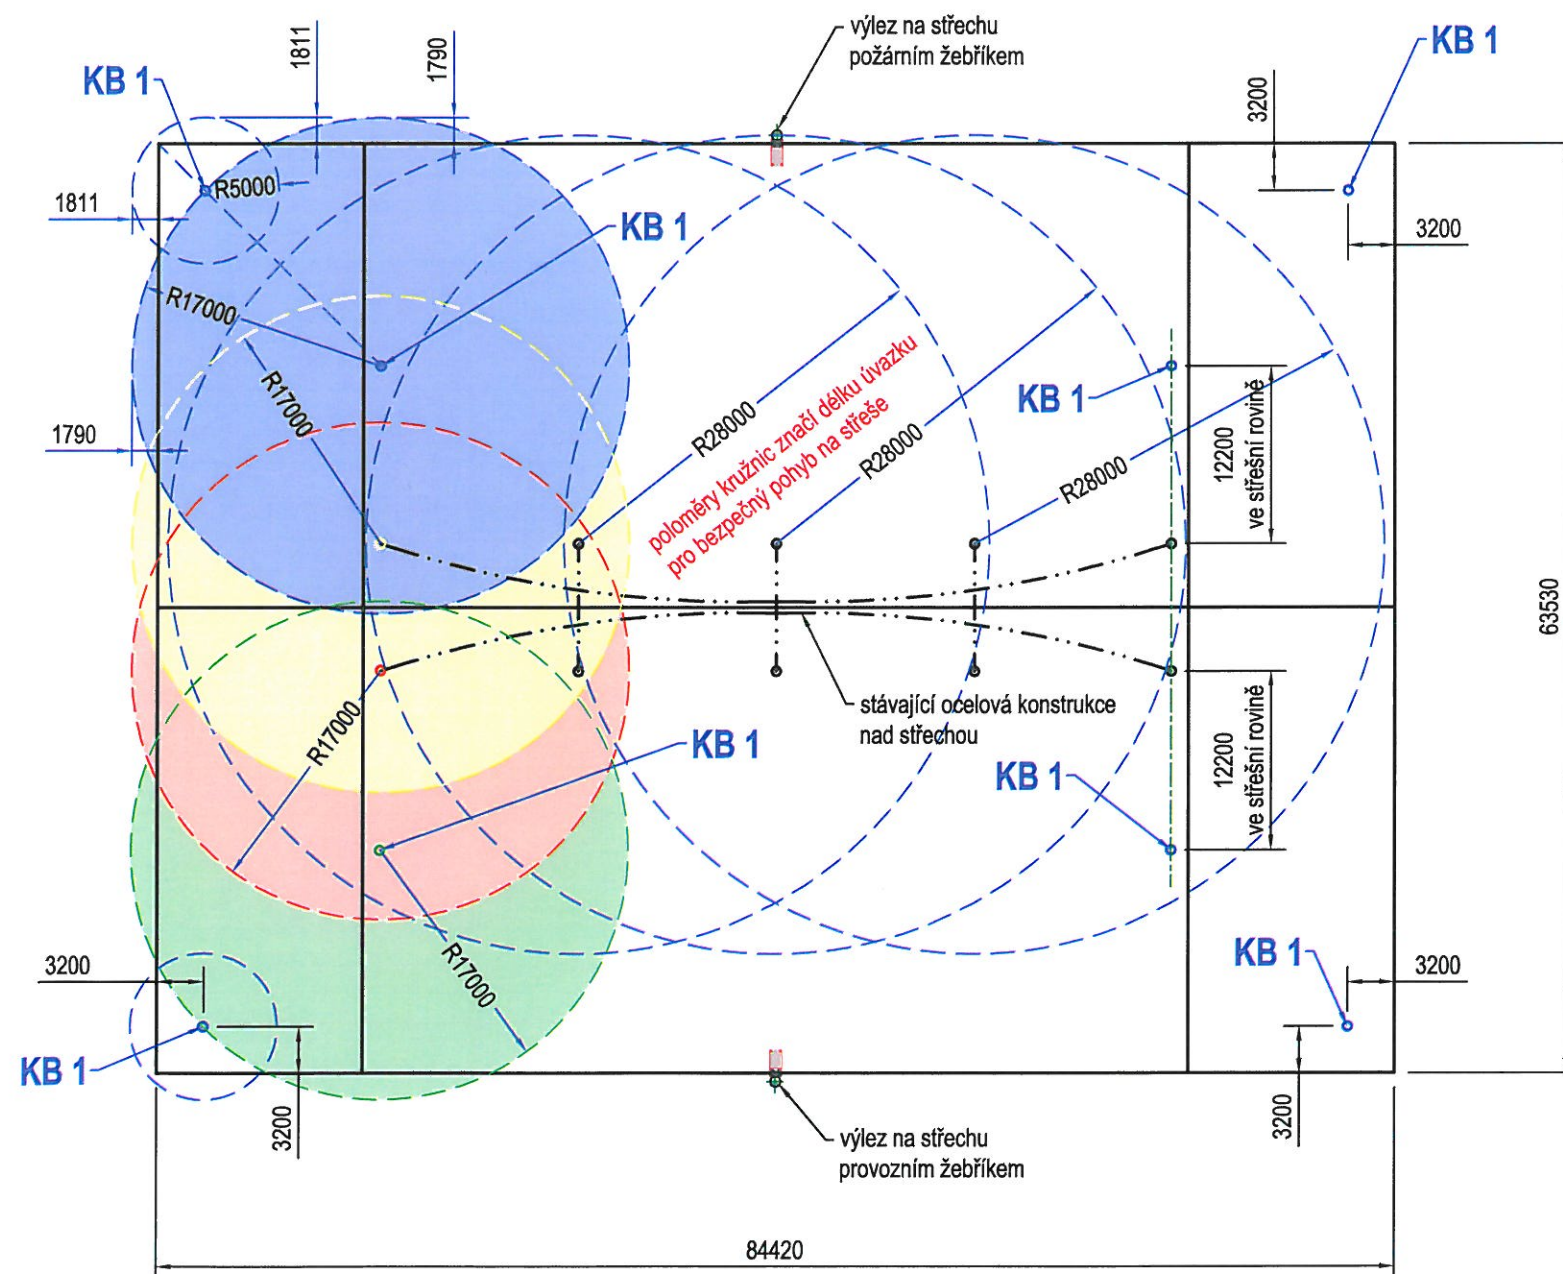 1811
1790
výlez na střechu
požárním žebříkem
KB 1
KB 1
3200
R5000
1811
KB 1
3200
R17000
R17000
1790
R28000
R28000
R28000
poloměry kružnic značí délku úvazku
pro bezpečný pohyb na střeše
KB 1
12200
ve střešní rovině
63530
stávající ocelová konstrukce
nad střechou
R17000
KB 1
KB 1
12200
ve střešní rovině
R17000
3200
KB 1
3200
KB 1
3200
3200
výlez na střechu
provozním žebříkem
84420